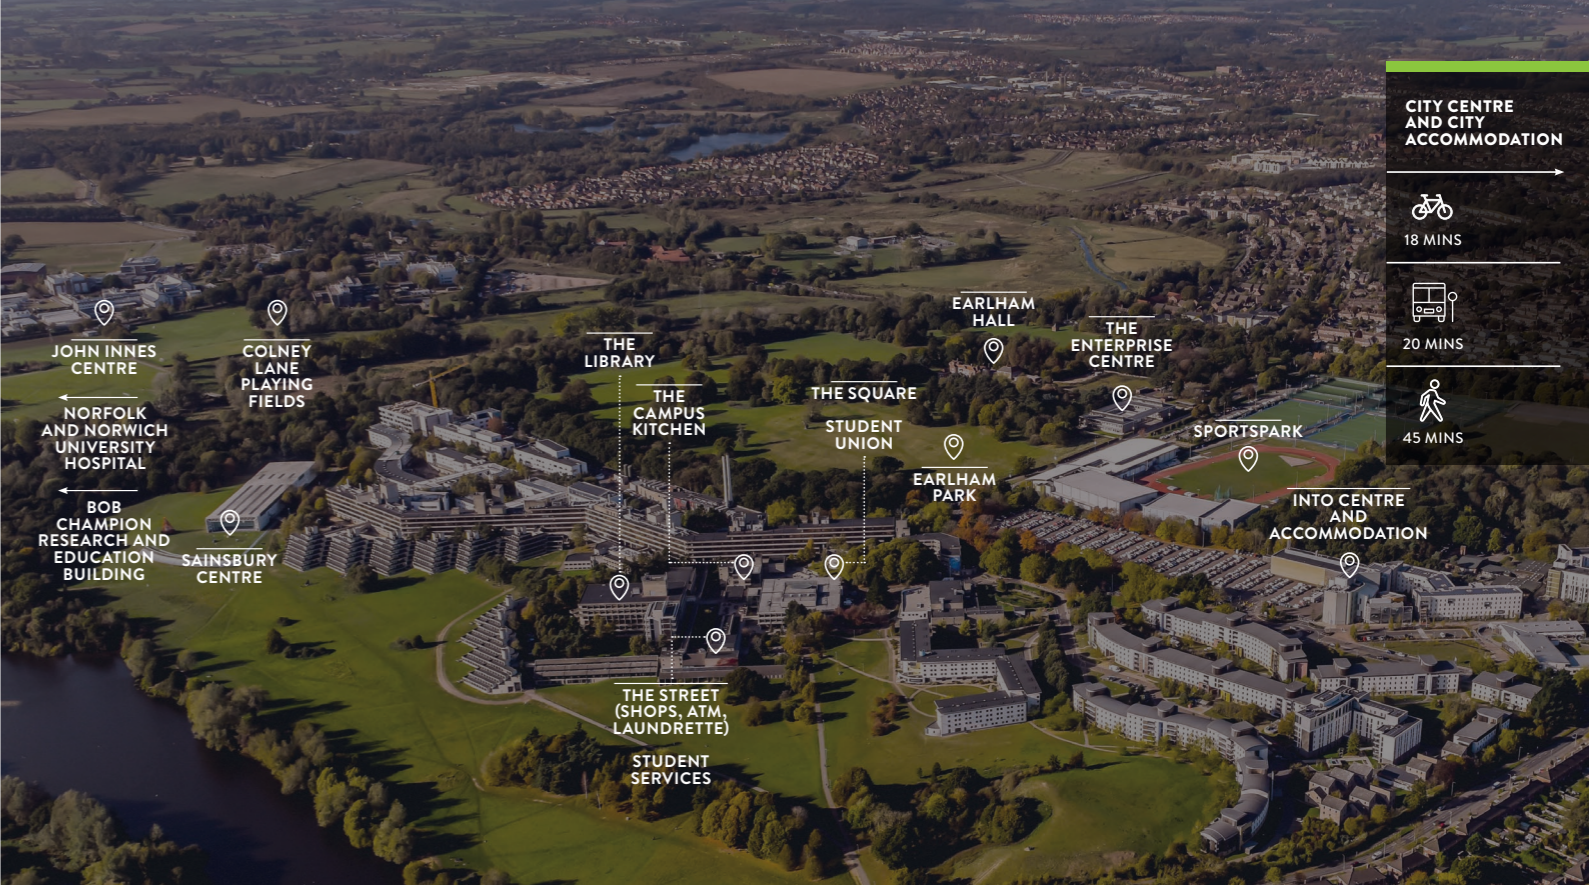 CITY CENTRE
AND CITY
ACCOMMODATION
18 MINS
20 MINS
45 MINS
JOHN INNES
CENTRE
NORFOLK
AND NORWICH
UNIVERSITY
HOSPITAL
BOB
CHAMPION
RESEARCH AND
EDUCATION
BUILDING
COLNEY
LANE
PLAYING
FIELDS
SAINSBURY
CENTRE
THE
LIBRARY
THE
CAMPUS
KITCHEN
THE SQUARE
STUDENT
UNION
EARLHAM
HALL
THE
ENTERPRISE
CENTRE
EARLHAM
PARK
SPORTSPARK
INTO CENTRE
AND
ACCOMMODATION
THE STREET
(SHOPS, ATM,
LAUNDRETTE)
STUDENT
SERVICES